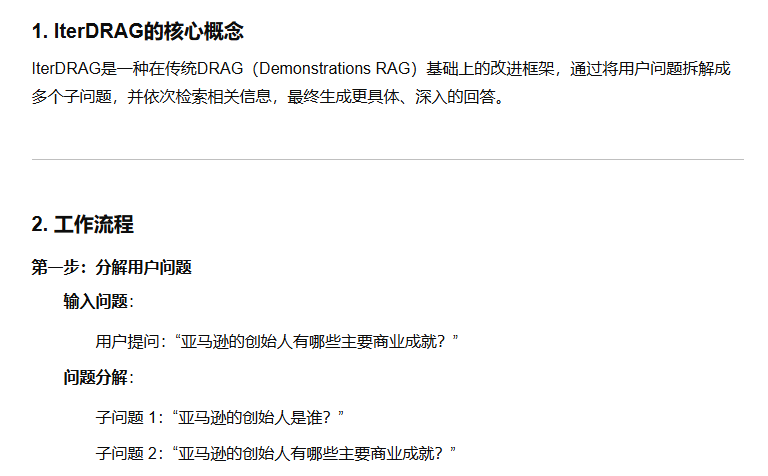 1. IterDRAG的核心概念
IterDRAG是一种在传统DRAG（Demonstrations RAG）基础上的改进框架，通过将用户问题拆解成
多个子问题，并依次检索相关信息，最终生成更具体、深入的回答。
2. 工作流程
第一步：分解用户问题
输入问题：
用户提问：“亚马逊的创始人有哪些主要商业成就？”
问题分解：
子问题 1：“亚马逊的创始人是谁？”
子问题 2：“亚马逊的创始人有哪些主要商业成就？”